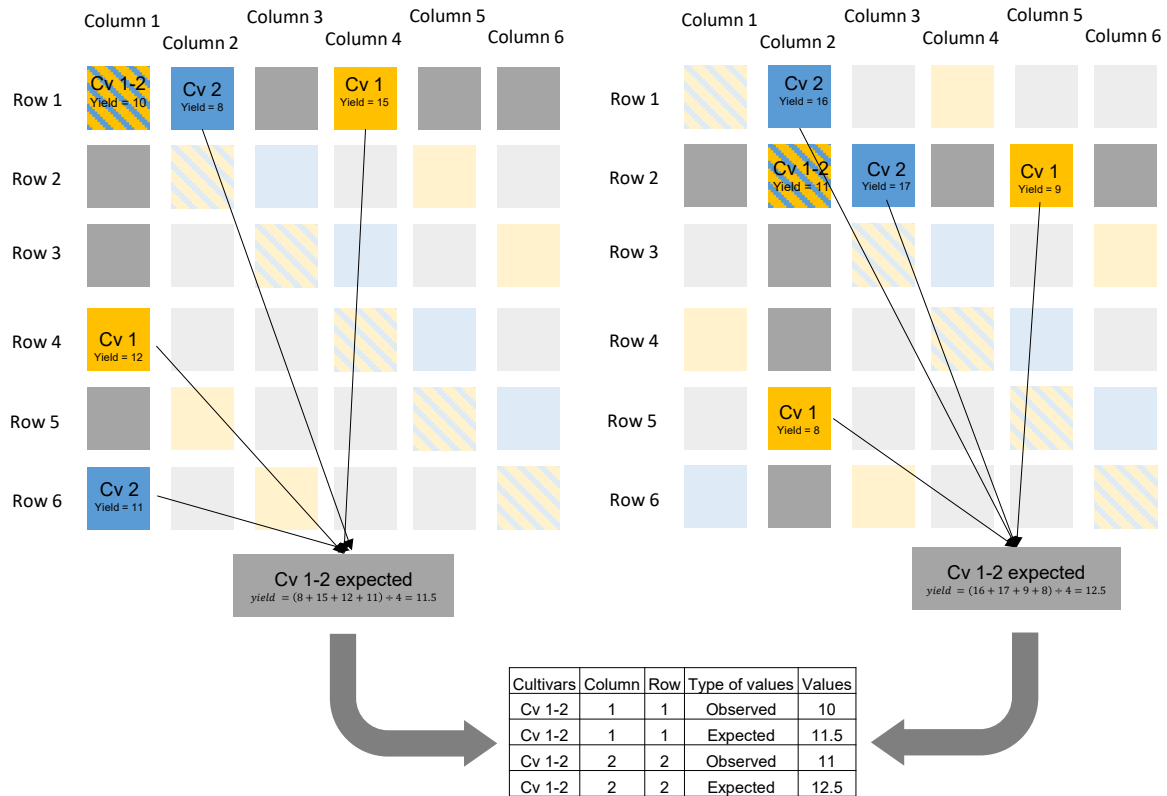 Column 1
Column 2
Column 3
Column 4
Column 5
Column 6
Row 1
Row 2
Row 3
Row 4
Row 5
Row 6
Cv 1-2
Yield = 10
Cv 2
Yield = 8
Cv 1
Yield = 15
Cv 1
Yield = 12
Cv 2
Yield = 11
Cv 1-2 expected
yield = (8 + 15 + 12 + 11) ÷ 4 = 11.5
Column 1
Column 2
Column 3
Column 4
Column 5
Column 6
Row 1
Row 2
Row 3
Row 4
Row 5
Row 6
Cv 2
Yield = 16
Cv 1-2
Yield = 11
Cv 2
Yield = 17
Cv 1
Yield = 9
Cv 1
Yield = 8
Cv 1-2 expected
yield = (16 + 17 + 9 + 8) ÷ 4 = 12.5
Cultivars Column Row Type of values Values
Cv 1-2 1 1 Observed 10
Cv 1-2 1 1 Expected 11.5
Cv 1-2 2 2 Observed 11
Cv 1-2 2 2 Expected 12.5